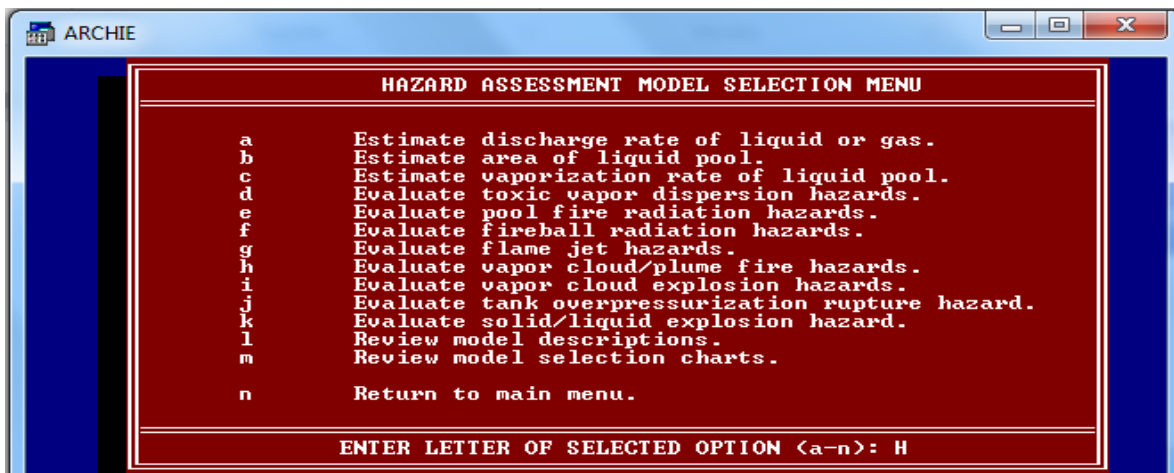 ARCHIE
HAZARD ASSESSMENT MODEL SELECTION MENU
a Estimate discharge rate of liquid or gas.
b Estimate area of liquid pool.
c Estimate vaporization rate of liquid pool.
d Evaluate toxic vapor dispersion hazards.
e Evaluate pool fire radiation hazards.
f Evaluate fireball radiation hazards.
g Evaluate flame jet hazards.
h Evaluate vapor cloud/plume fire hazards.
i Evaluate vapor cloud explosion hazards.
j Evaluate tank overpressurization rupture hazard.
k Evaluate solid/liquid explosion hazard.
l Review model descriptions.
m Review model selection charts.
n Return to main menu.
ENTER LETTER OF SELECTED OPTION (a-n): H